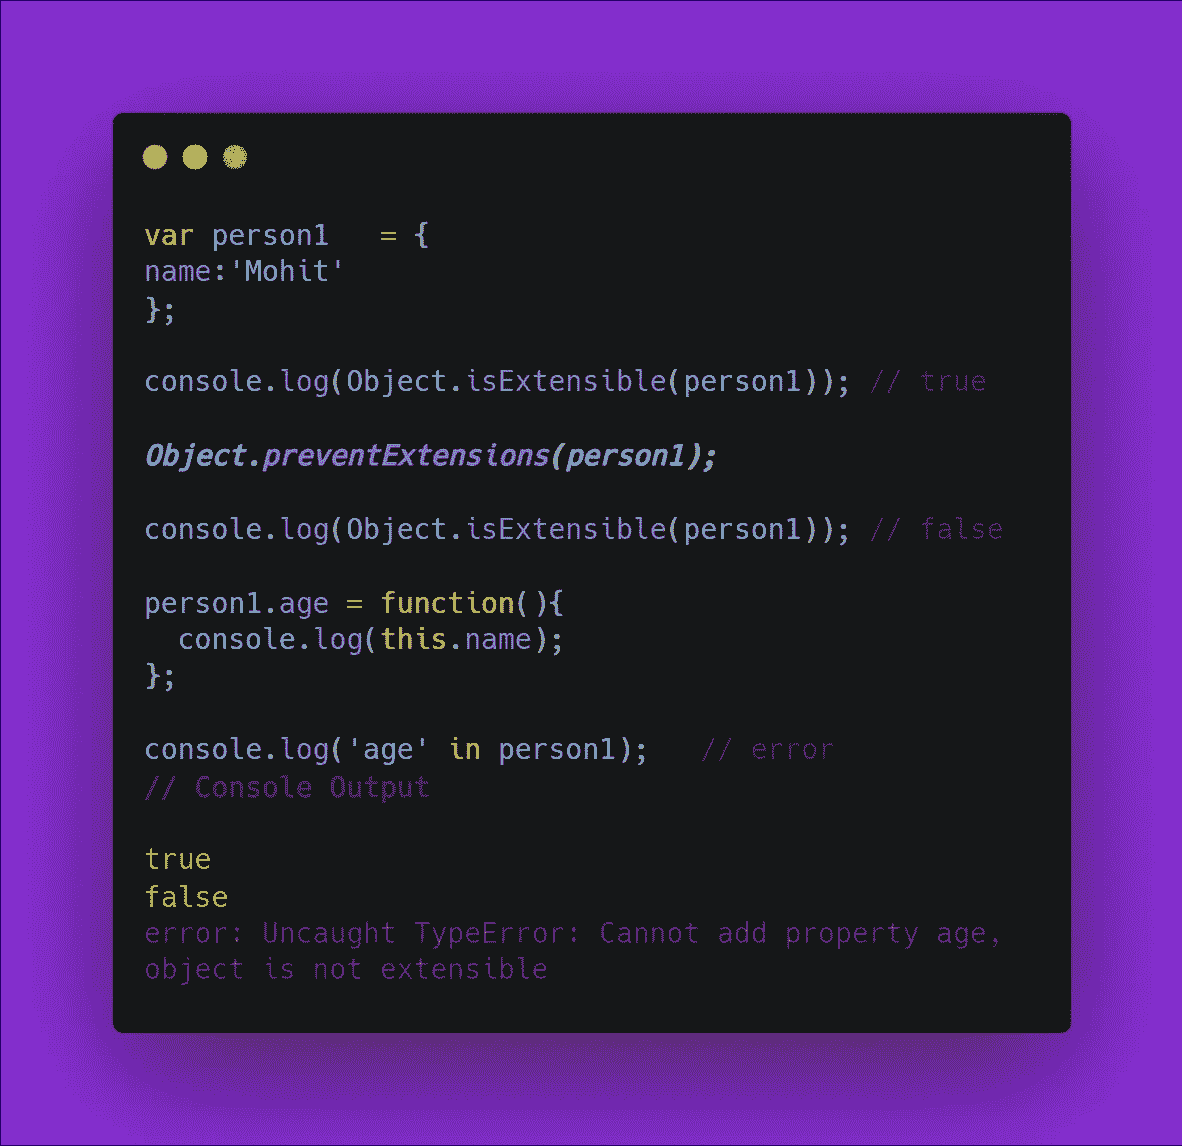 var person1   = {
name:'Mohit'
};
console.log(Object.isExtensible(person1)); // true
Object.preventExtensions(person1);
console.log(Object.isExtensible(person1)); // false
person1.age = function(){
  console.log(this.name);
};
console.log('age' in person1);   // error
// Console Output
true
false
error: Uncaught TypeError: Cannot add property age,
object is not extensible